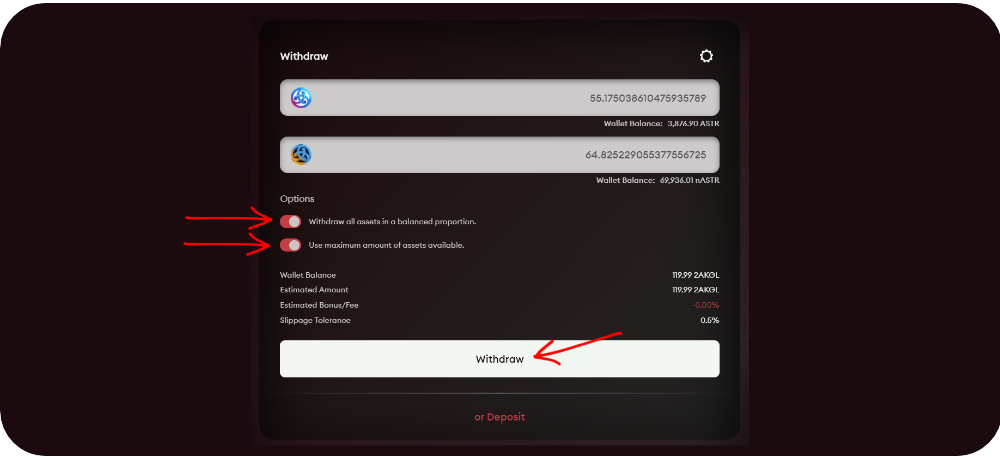 Withdraw
55.175038610475935789
Wallet Balance: 3,876.90 ASTR
64.825229055377556725
Wallet Balance: 69,936.01 nASTR
Options
Withdraw all assets in a balanced proportion.
Use maximum amount of assets available.
Wallet Balance 119.99 2AKGL
Estimated Amount 119.99 2AKGL
Estimated Bonus/Fee -0.00%
Slippage Tolerance 0.5%
Withdraw
or Deposit